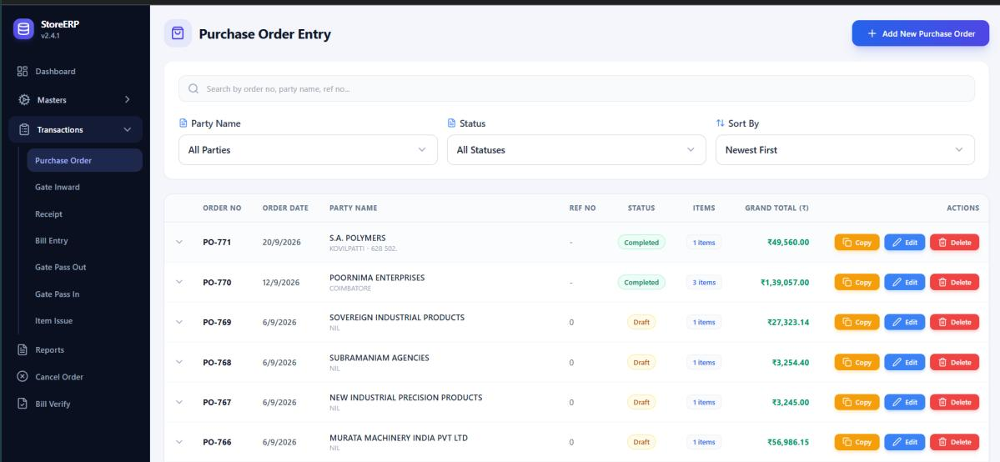 StoreERP
v2.4.1
Dashboard
Masters
Transactions
Purchase Order
Gate Inward
Receipt
Bill Entry
Gate Pass Out
Gate Pass In
Item Issue
Reports
Cancel Order
Bill Verify
Purchase Order Entry
Add New Purchase Order
Search by order no, party name, ref no...
Party Name
Status
Sort By
All Parties
All Statuses
Newest First
ORDER NO ORDER DATE PARTY NAME REF NO STATUS ITEMS GRAND TOTAL (₹) ACTIONS
PO-771 20/9/2026 S.A. POLYMERS - Completed 1 items ₹49,560.00 Copy Edit Delete
KOVILPATTI - 628 502.
PO-770 12/9/2026 POORNIMA ENTERPRISES - Completed 3 items ₹1,39,057.00 Copy Edit Delete
COIMBATORE
PO-769 6/9/2026 SOVEREIGN INDUSTRIAL PRODUCTS 0 Draft 1 items ₹27,323.14 Copy Edit Delete
NIL
PO-768 6/9/2026 SUBRAMANIAM AGENCIES 0 Draft 1 items ₹3,254.40 Copy Edit Delete
NIL
PO-767 6/9/2026 NEW INDUSTRIAL PRECISION PRODUCTS 0 Draft 1 items ₹3,245.00 Copy Edit Delete
NIL
PO-766 6/9/2026 MURATA MACHINERY INDIA PVT LTD 0 Draft 1 items ₹56,986.15 Copy Edit Delete
NIL